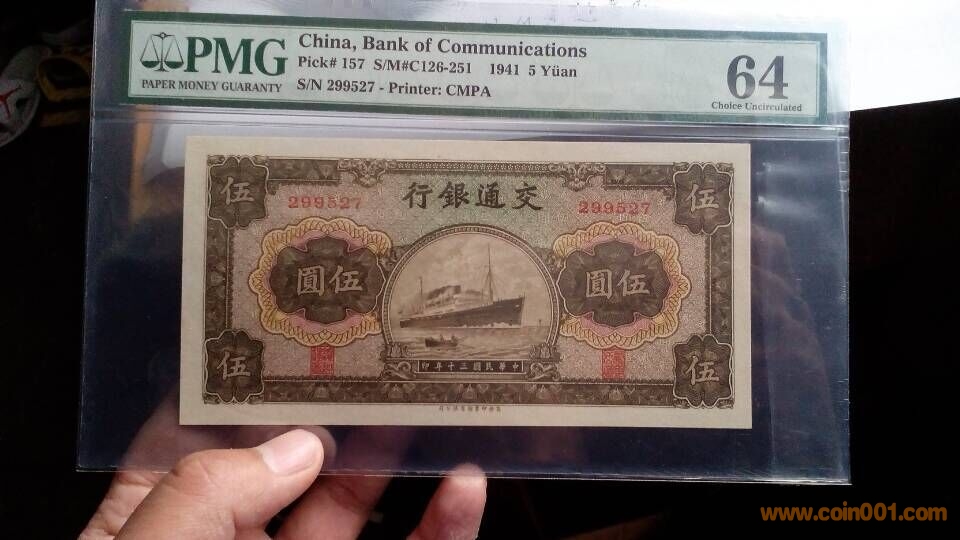 PMG
PAPER MONEY GUARANTY
China, Bank of Communications
Pick# 157 S/M#C126-251 1941 5 Yüan
S/N 299527 - Printer: CMPA
64
Choice Uncirculated
行銀通交
伍
伍
299527
299527
圓伍
圓伍
伍
伍
印年十三國民華中
www.coin001.com